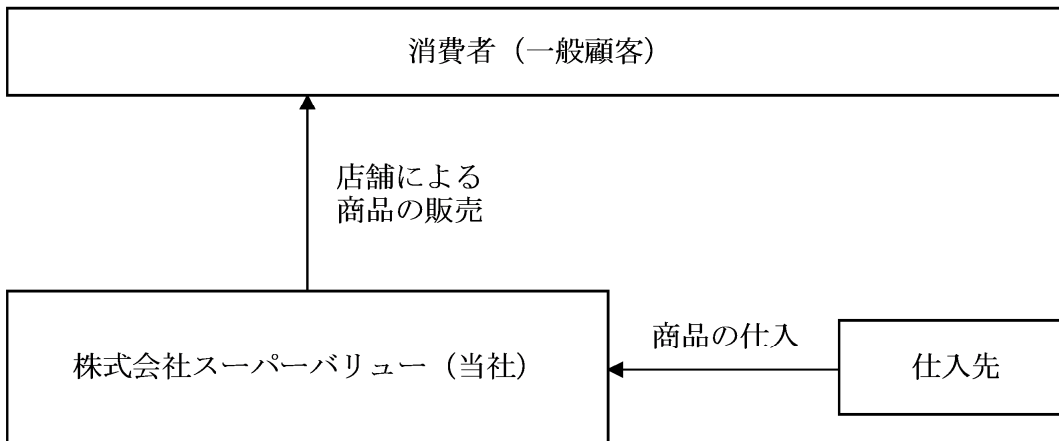 消費者（一般顧客）
店舗による
商品の販売
商品の仕入
株式会社スーパーバリュー（当社）
仕入先